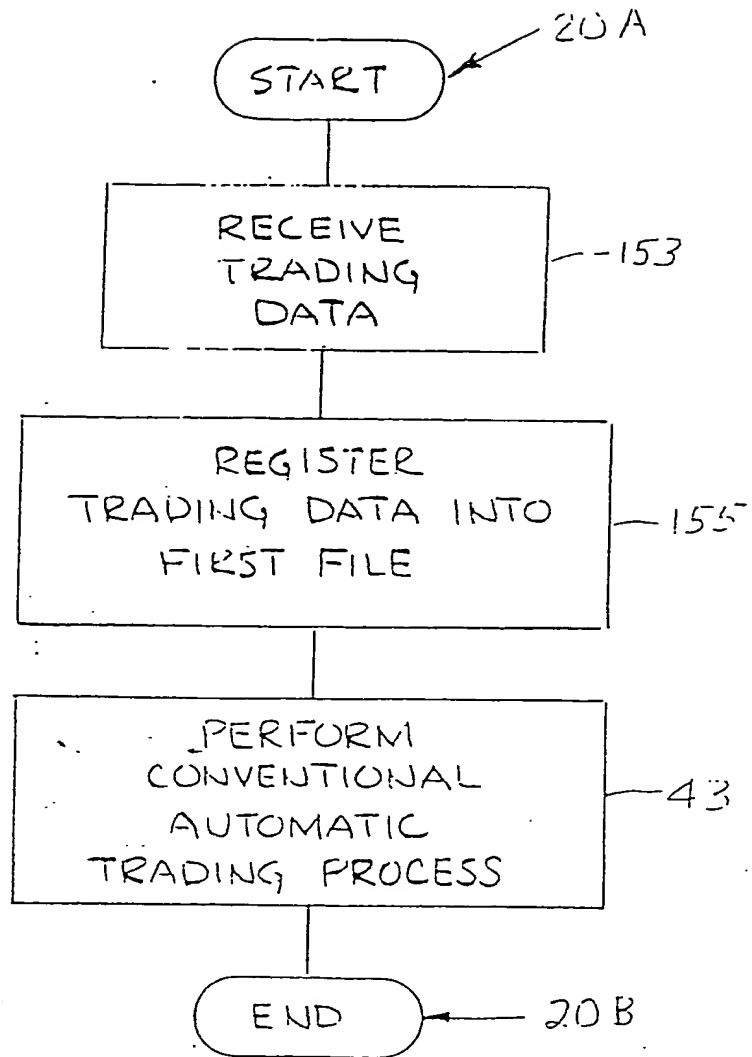 20A
START
RECEIVE
TRADING
DATA
153
REGISTER
TRADING DATA INTO
FIRST FILE
155
PERFORM
CONVENTIONAL
AUTOMATIC
TRADING PROCESS
43
END
20B